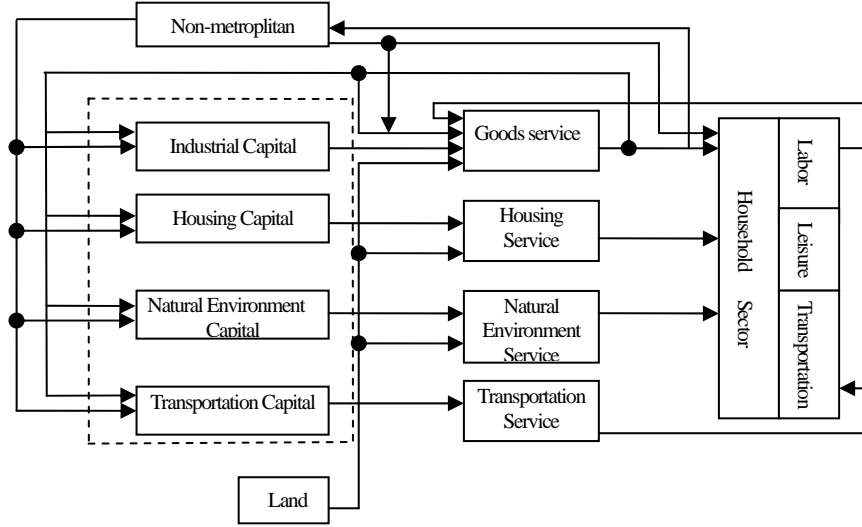 Non-metroplitan
Industrial Capital
Goods service
Housing Capital
Housing
Service
Natural Environment
Capital
Natural
Environment
Service
Transportation Capital
Transportation
Service
Land
Household Sector
Labor
Leisure
Transportation